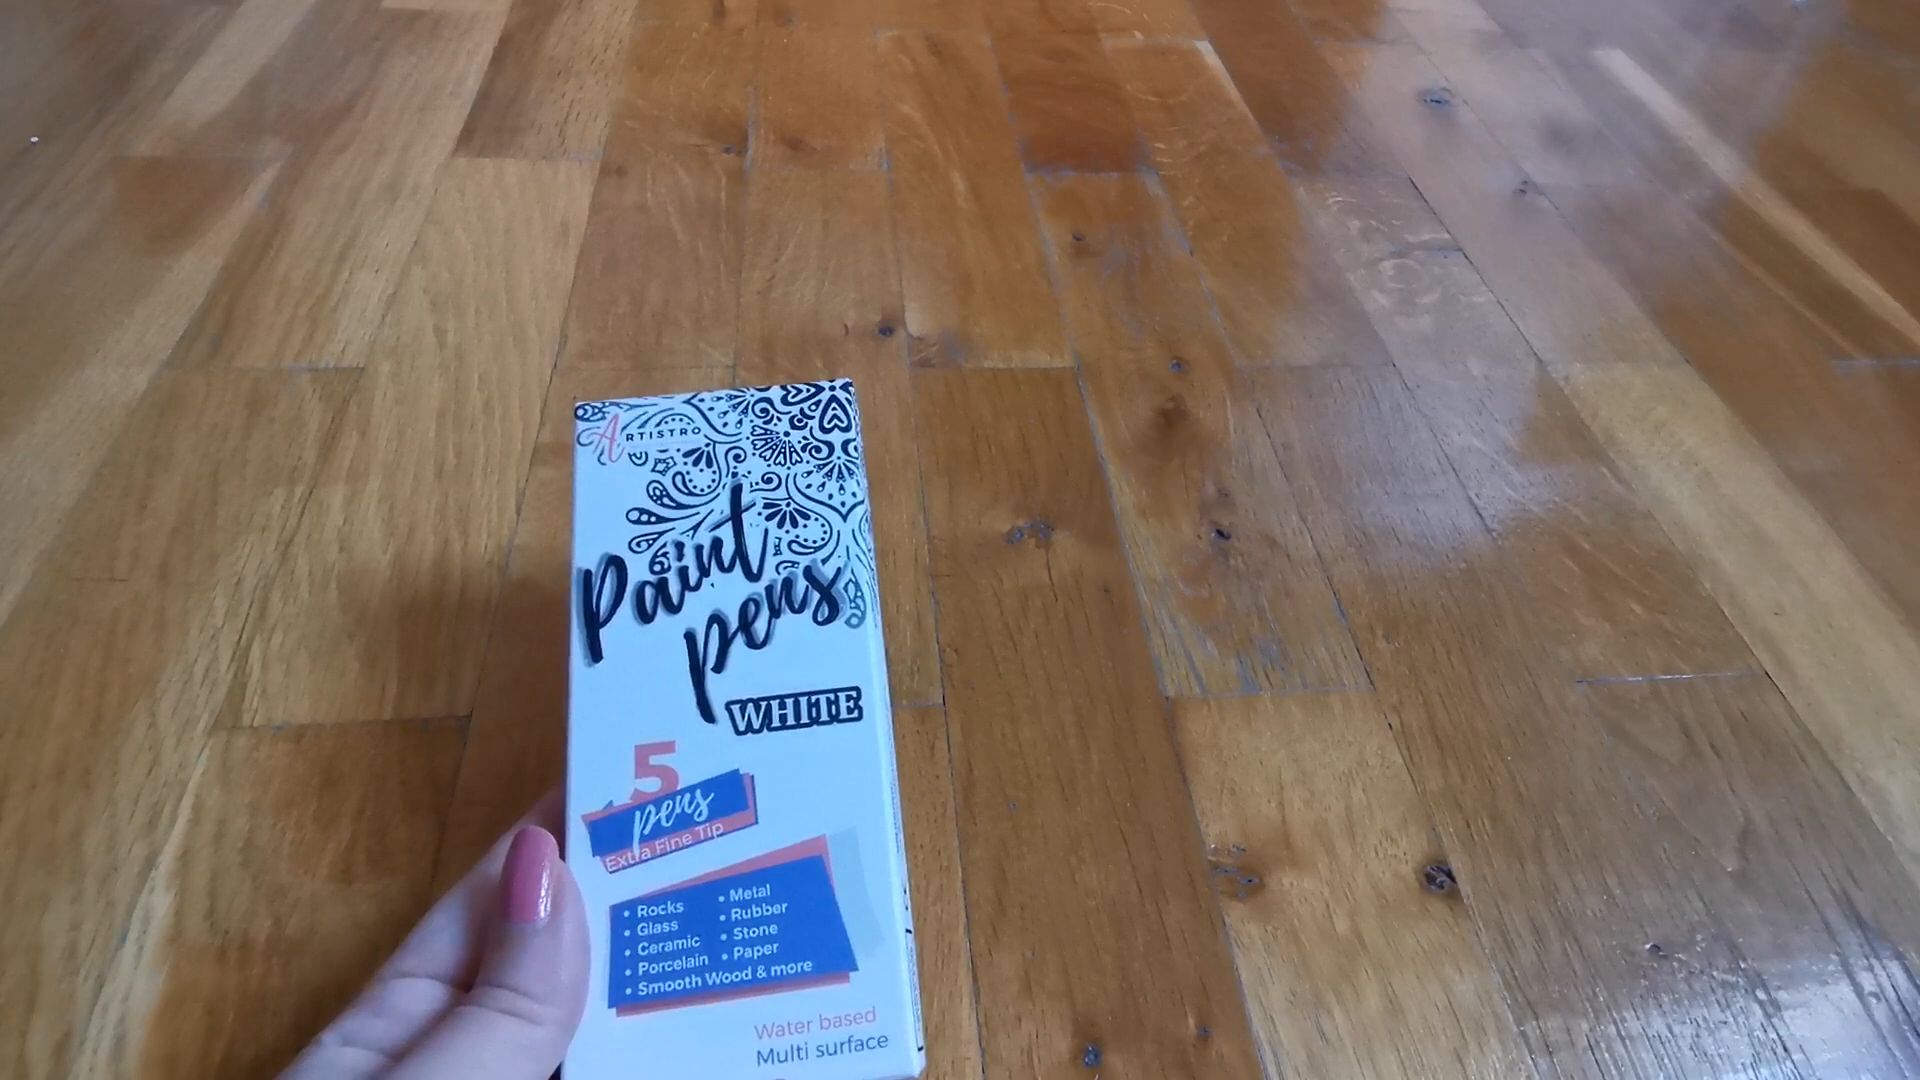 ARTISTRO
Paint
pens
WHITE
5
pens
Extra Fine Tip
• Rocks
• Glass
• Ceramic
• Porcelain
• Metal
• Rubber
• Stone
• Paper
• Smooth Wood & more
Water based
Multi surface